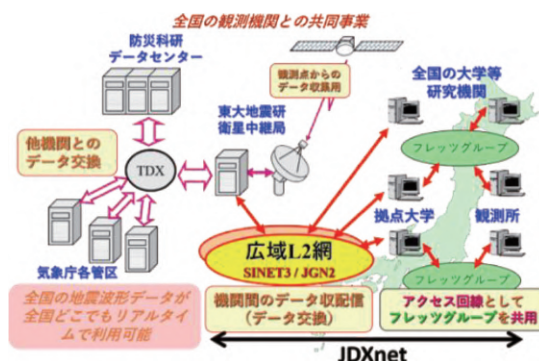 全国の観測機関との共同事業
防災科研
データセンター
観測点からの
データ収集用
全国の大学等
研究機関
東大地震研
衛星中継局
他機関との
データ交換
TDX
フレッツグループ
拠点大学
観測所
広域L2網
SINET3 / JGN2
気象庁各管区
フレッツグループ
全国の地震波形データが
全国どこでもリアルタイ
ムで利用可能
機関間のデータ収配信
(データ交換)
アクセス回線として
フレッツグループを共用
JDXnet